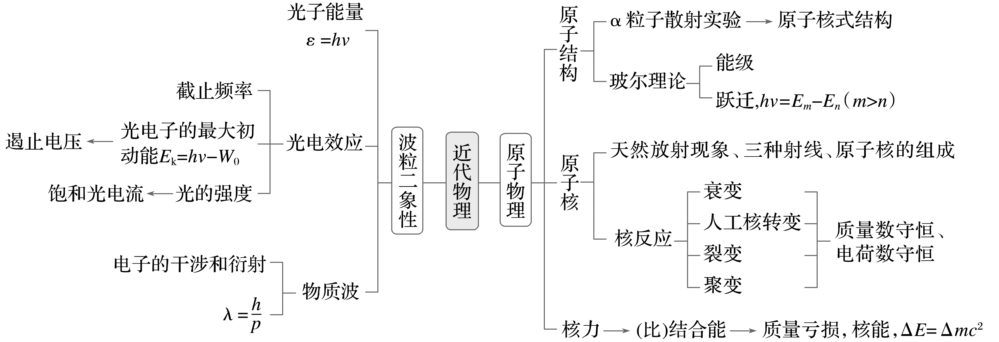 光子能量
ε=hν
截止频率
光电子的最大初
动能Eₖ=hν−W₀
遏止电压
光电效应
饱和光电流
光的强度
电子的干涉和衍射
物质波
λ=h/p
波粒二象性
近代物理
原子物理
原子结构
α粒子散射实验
原子核式结构
玻尔理论
能级
跃迁,hν=Eₘ−Eₙ(m>n)
原子核
天然放射现象、三种射线、原子核的组成
核反应
衰变
人工核转变
裂变
聚变
质量数守恒、
电荷数守恒
核力
(比)结合能
质量亏损,核能,ΔE=Δmc²